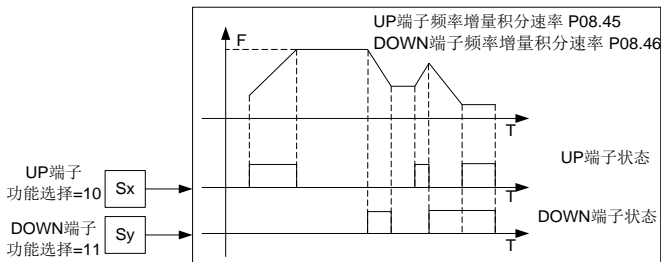 F
UP端子频率增量积分速率 P08.45
DOWN端子频率增量积分速率 P08.46
T
UP端子
功能选择=10
Sx
UP端子状态
T
DOWN端子
功能选择=11
Sy
DOWN端子状态
T